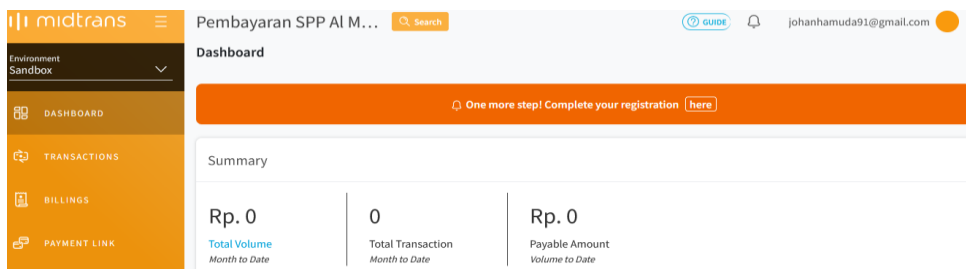 midtrans
Pembayaran SPP Al M...
Search
GUIDE
johanhamuda91@gmail.com
Environment
Sandbox
Dashboard
DASHBOARD
One more step! Complete your registration here
TRANSACTIONS
Summary
BILLINGS
Rp. 0
0
Rp. 0
PAYMENT LINK
Total Volume
Total Transaction
Payable Amount
Month to Date
Month to Date
Volume to Date